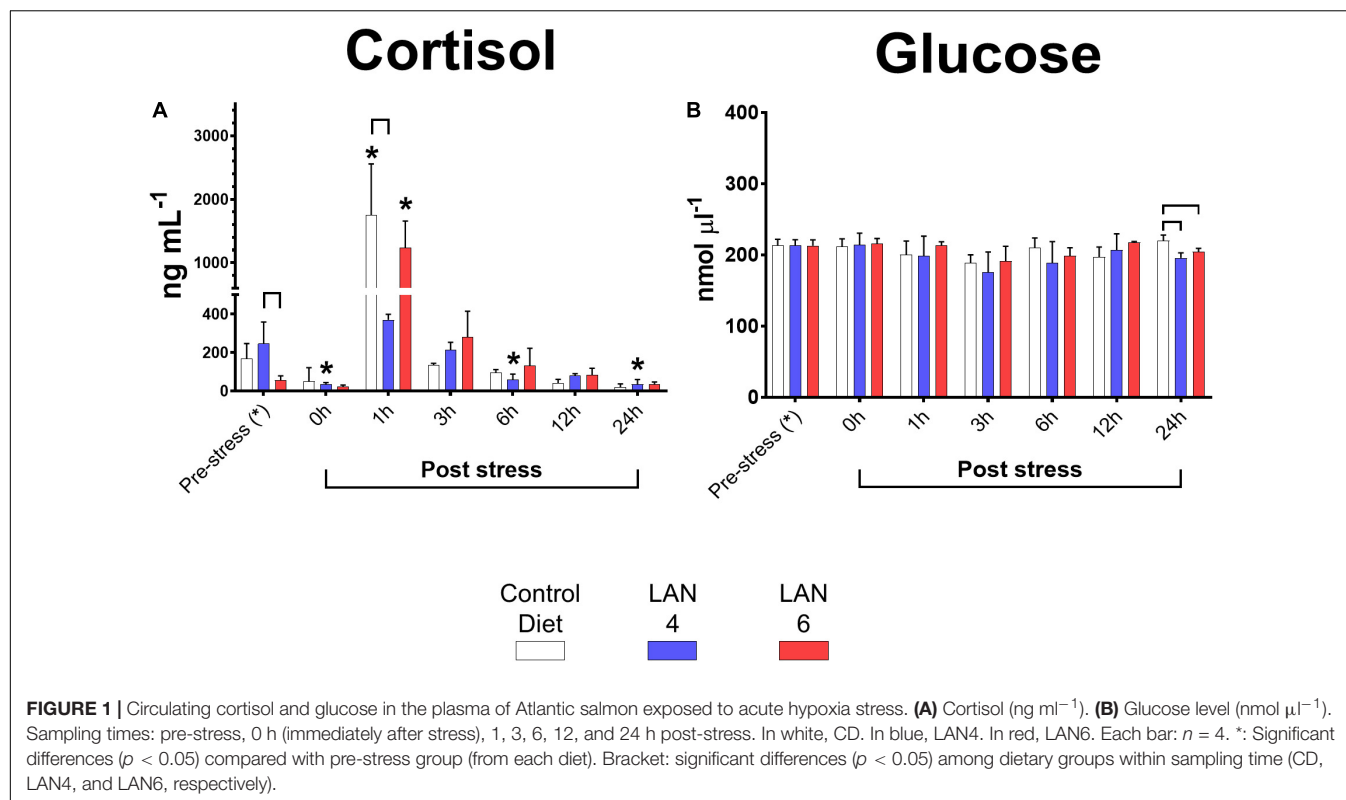 Cortisol
Glucose
A
ng mL⁻¹
3000
2000
1000
400
200
0
*
*
*
*
*
Pre-stress (*)
0h
1h
3h
6h
12h
24h
Post stress
B
nmol μl⁻¹
400
300
200
100
0
Pre-stress (*)
0h
1h
3h
6h
12h
24h
Post stress
Control
Diet
LAN
4
LAN
6
FIGURE 1 | Circulating cortisol and glucose in the plasma of Atlantic salmon exposed to acute hypoxia stress. (A) Cortisol (ng ml⁻¹). (B) Glucose level (nmol μl⁻¹).
Sampling times: pre-stress, 0 h (immediately after stress), 1, 3, 6, 12, and 24 h post-stress. In white, CD. In blue, LAN4. In red, LAN6. Each bar: n = 4. *: Significant
differences (p < 0.05) compared with pre-stress group (from each diet). Bracket: significant differences (p < 0.05) among dietary groups within sampling time (CD,
LAN4, and LAN6, respectively).